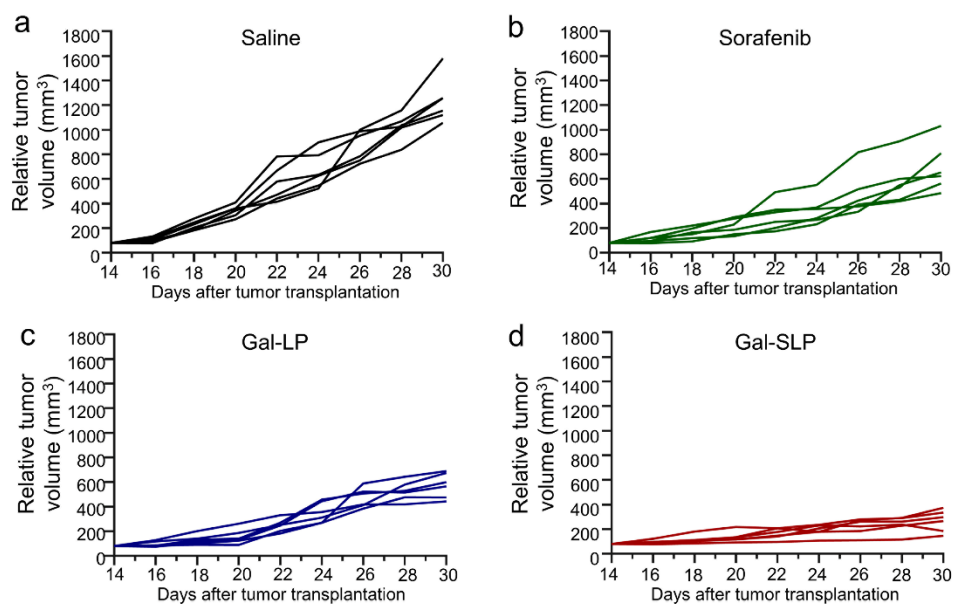 a
Saline
Relative tumor
volume (mm³)
1800
1600
1400
1200
1000
800
600
400
200
0
14 16 18 20 22 24 26 28 30
Days after tumor transplantation
b
Sorafenib
Relative tumor
volume (mm³)
1800
1600
1400
1200
1000
800
600
400
200
0
14 16 18 20 22 24 26 28 30
Days after tumor transplantation
c
Gal-LP
Relative tumor
volume (mm³)
1800
1600
1400
1200
1000
800
600
400
200
0
14 16 18 20 22 24 26 28 30
Days after tumor transplantation
d
Gal-SLP
Relative tumor
volume (mm³)
1800
1600
1400
1200
1000
800
600
400
200
0
14 16 18 20 22 24 26 28 30
Days after tumor transplantation